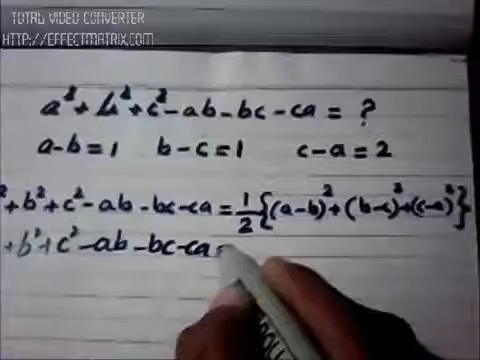 TOTAL VIDEO CONVERTER
HTTP://EFFECTMATRIX.COM
a² + b² + c² - ab - bc - ca = ?
a-b=1 b-c=1 c-a=2
² + b² + c² - ab - bc - ca = 1/2 {(a-b)² + (b-c)² + (c-a)²}
+ b² + c² - ab - bc - ca =